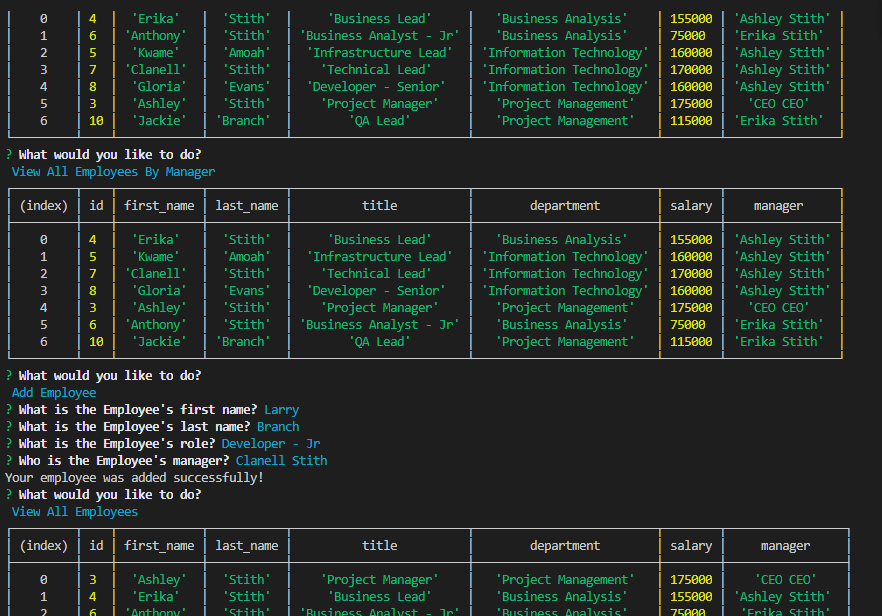 0 4 'Erika' 'Stith' 'Business Lead' 'Business Analysis' 155000 'Ashley Stith'
1 6 'Anthony' 'Stith' 'Business Analyst - Jr' 'Business Analysis' 75000 'Erika Stith'
2 5 'Kwame' 'Amoah' 'Infrastructure Lead' 'Information Technology' 160000 'Ashley Stith'
3 7 'Clanell' 'Stith' 'Technical Lead' 'Information Technology' 170000 'Ashley Stith'
4 8 'Gloria' 'Evans' 'Developer - Senior' 'Information Technology' 160000 'Ashley Stith'
5 3 'Ashley' 'Stith' 'Project Manager' 'Project Management' 175000 'CEO CEO'
6 10 'Jackie' 'Branch' 'QA Lead' 'Project Management' 115000 'Erika Stith'
? What would you like to do?
View All Employees By Manager
(index) id first_name last_name title department salary manager
0 4 'Erika' 'Stith' 'Business Lead' 'Business Analysis' 155000 'Ashley Stith'
1 5 'Kwame' 'Amoah' 'Infrastructure Lead' 'Information Technology' 160000 'Ashley Stith'
2 7 'Clanell' 'Stith' 'Technical Lead' 'Information Technology' 170000 'Ashley Stith'
3 8 'Gloria' 'Evans' 'Developer - Senior' 'Information Technology' 160000 'Ashley Stith'
4 3 'Ashley' 'Stith' 'Project Manager' 'Project Management' 175000 'CEO CEO'
5 6 'Anthony' 'Stith' 'Business Analyst - Jr' 'Business Analysis' 75000 'Erika Stith'
6 10 'Jackie' 'Branch' 'QA Lead' 'Project Management' 115000 'Erika Stith'
? What would you like to do?
Add Employee
? What is the Employee's first name? Larry
? What is the Employee's last name? Branch
? What is the Employee's role? Developer - Jr
? Who is the Employee's manager? Clanell Stith
Your employee was added successfully!
? What would you like to do?
View All Employees
(index) id first_name last_name title department salary manager
0 3 'Ashley' 'Stith' 'Project Manager' 'Project Management' 175000 'CEO CEO'
1 4 'Erika' 'Stith' 'Business Lead' 'Business Analysis' 155000 'Ashley Stith'
2 6 'Anthony' 'Stith' 'Business Analyst - Jr' 'Business Analysis' 75000 'Erika Stith'